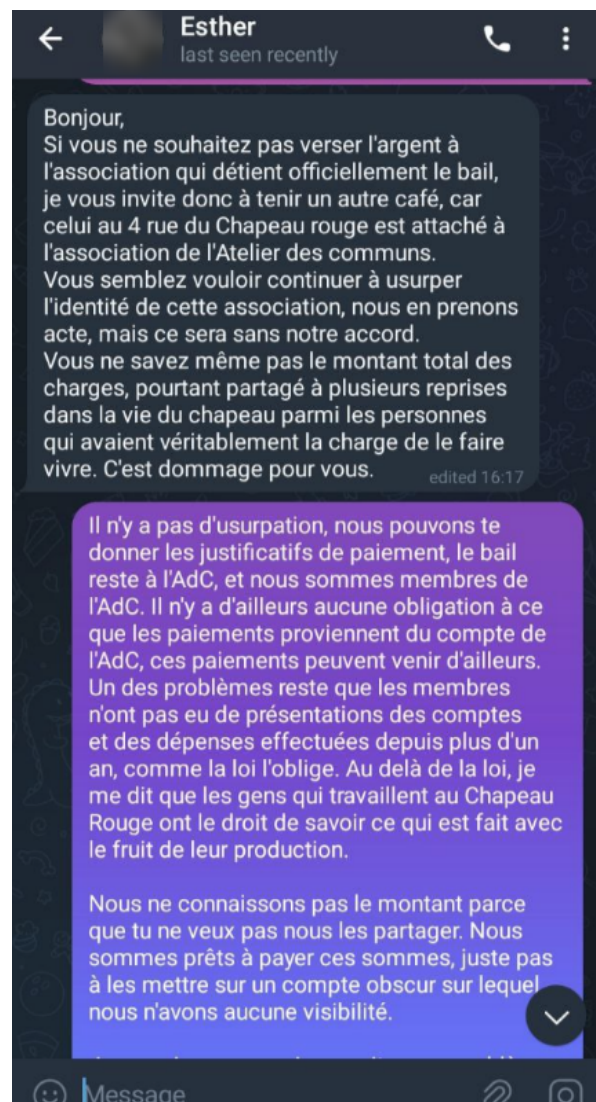 Esther
last seen recently
Bonjour,
Si vous ne souhaitez pas verser l'argent à
l'association qui détient officiellement le bail,
je vous invite donc à tenir un autre café, car
celui au 4 rue du Chapeau rouge est attaché à
l'association de l'Atelier des communs.
Vous semblez vouloir continuer à usurper
l'identité de cette association, nous en prenons
acte, mais ce sera sans notre accord.
Vous ne savez même pas le montant total des
charges, pourtant partagé à plusieurs reprises
dans la vie du chapeau parmi les personnes
qui avaient véritablement la charge de le faire
vivre. C'est dommage pour vous.
edited 16:17
Il n'y a pas d'usurpation, nous pouvons te
donner les justificatifs de paiement, le bail
reste à l'AdC, et nous sommes membres de
l'AdC. Il n'y a d'ailleurs aucune obligation à ce
que les paiements proviennent du compte de
l'AdC, ces paiements peuvent venir d'ailleurs.
Un des problèmes reste que les membres
n'ont pas eu de présentations des comptes
et des dépenses effectuées depuis plus d'un
an, comme la loi l'oblige. Au delà de la loi, je
me dit que les gens qui travaillent au Chapeau
Rouge ont le droit de savoir ce qui est fait avec
le fruit de leur production.
Nous ne connaissons pas le montant parce
que tu ne veux pas nous les partager. Nous
sommes prêts à payer ces sommes, juste pas
à les mettre sur un compte obscur sur lequel
nous n'avons aucune visibilité.
Message